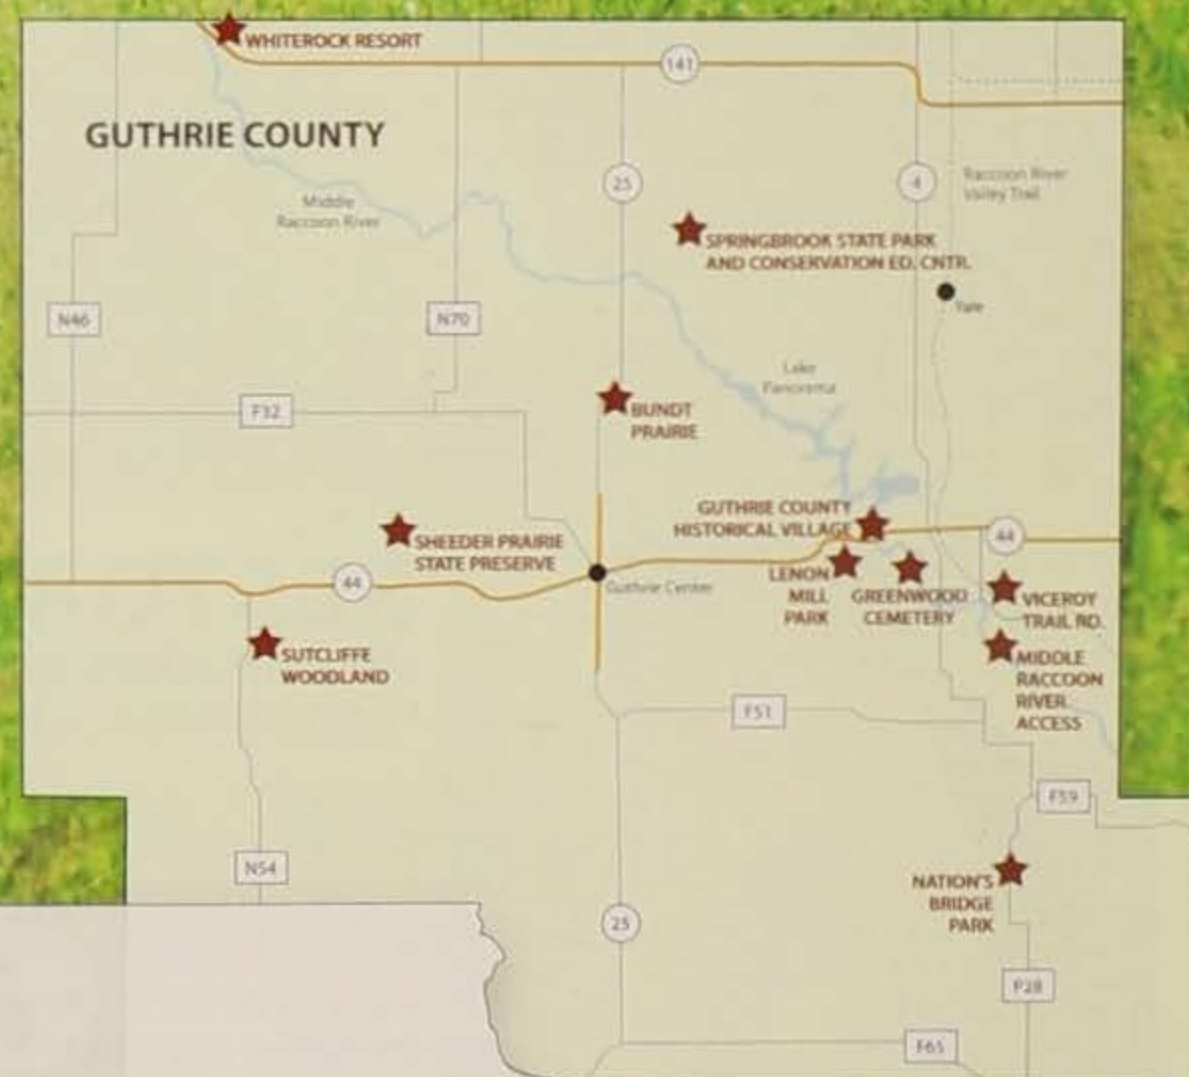 WHITEROCK RESORT
141
GUTHRIE COUNTY
25
4
Raccoon River
Valley Trail
Middle
Raccoon River
SPRINGBROOK STATE PARK
AND CONSERVATION ED. CNTR.
Yale
N46
N70
Lake
Panorama
F32
BUNDT
PRAIRIE
GUTHRIE COUNTY
HISTORICAL VILLAGE
44
SHEEDER PRAIRIE
STATE PRESERVE
44
Guthrie Center
LENON
MILL
PARK
GREENWOOD
CEMETERY
VICEROY
TRAIL RD.
SUTCLIFFE
WOODLAND
MIDDLE
RACCOON
RIVER
ACCESS
F51
F59
N54
NATION'S
BRIDGE
PARK
25
P28
F65